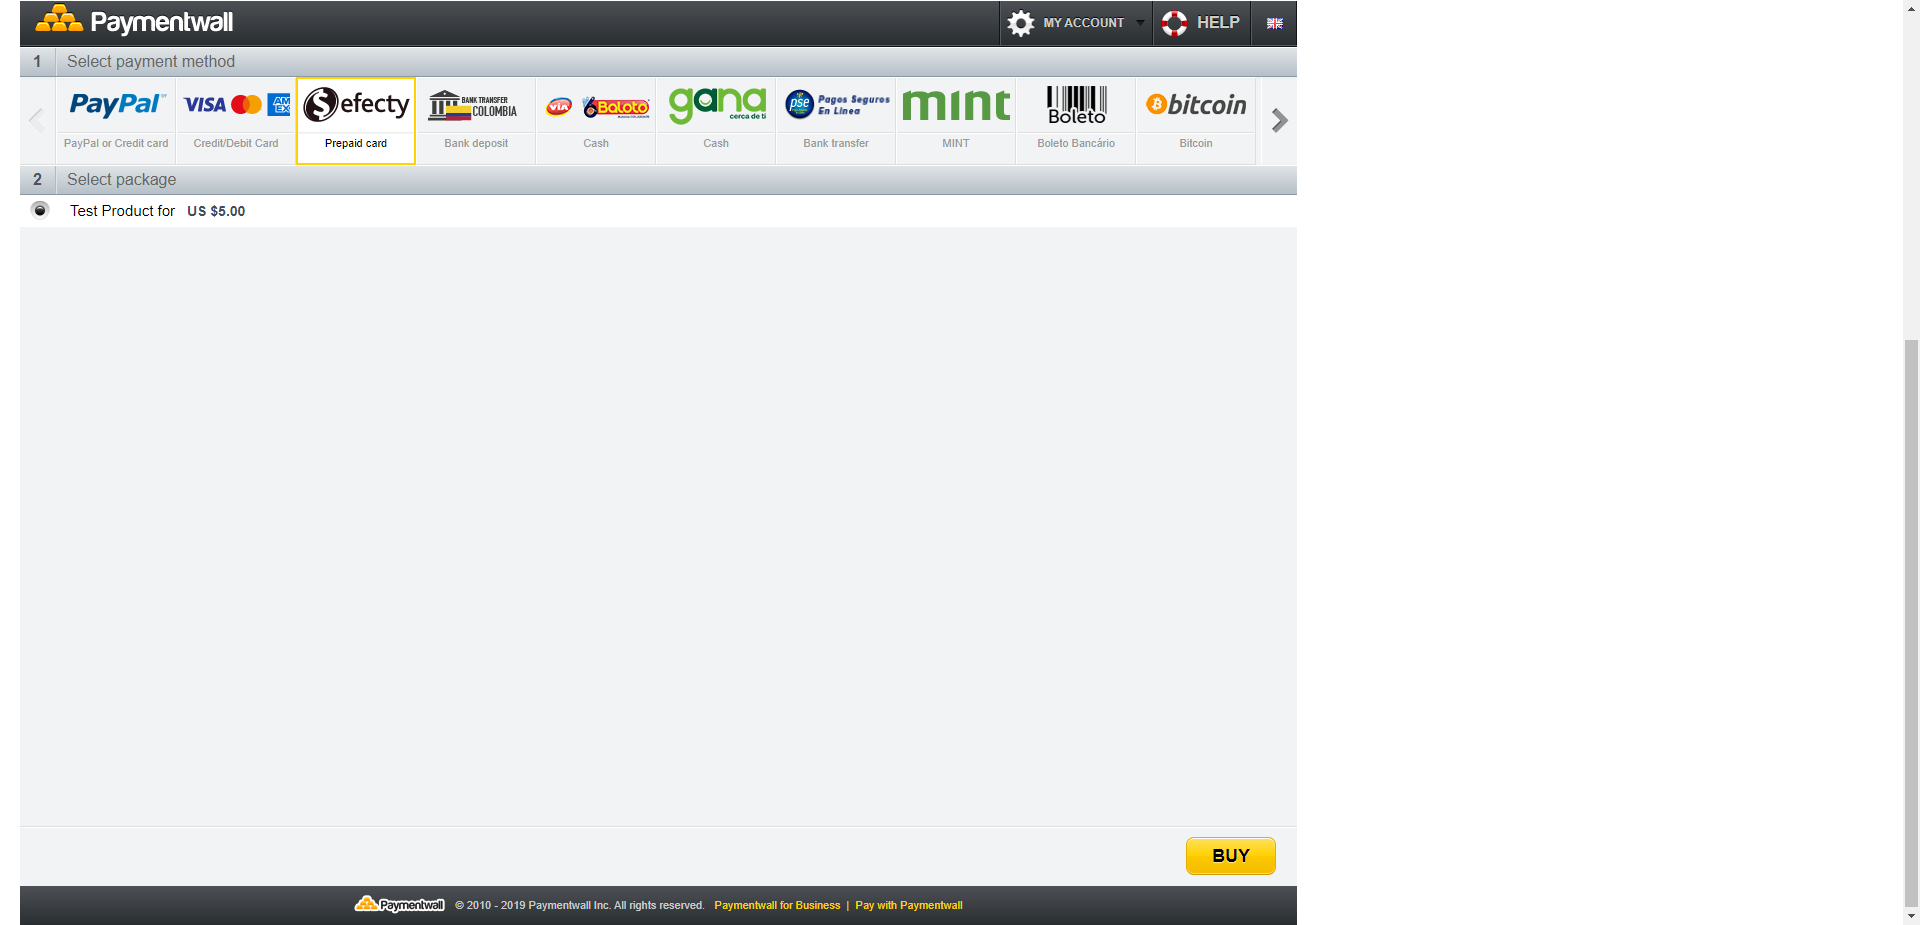 Paymentwall
MY ACCOUNT
HELP
1 Select payment method
PayPal
PayPal or Credit card
VISA AM EX
Credit/Debit Card
efecty
Prepaid card
BANK TRANSFER
COLOMBIA
Bank deposit
VIA Baloto
Cash
gana
cerca de ti
Cash
pse Pagos Seguros
En Linea
Bank transfer
mint
MINT
Boleto
Boleto Bancário
bitcoin
Bitcoin
2 Select package
Test Product for US $5.00
BUY
Paymentwall © 2010 - 2019 Paymentwall Inc. All rights reserved. Paymentwall for Business | Pay with Paymentwall